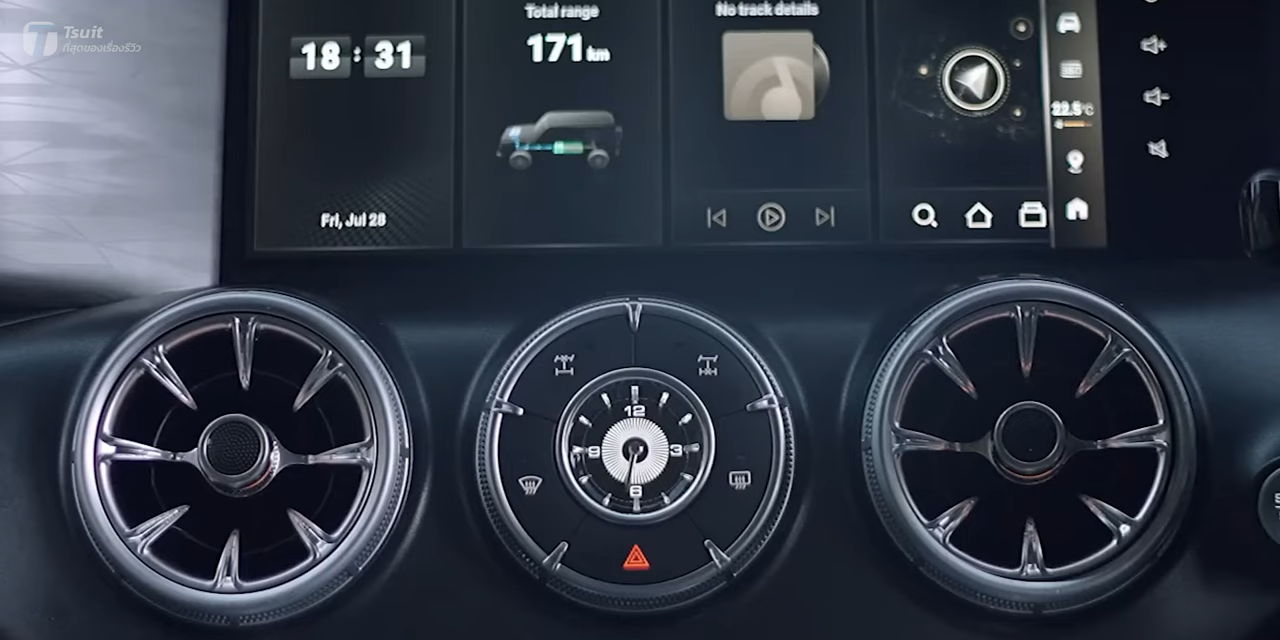 Tsuit
ที่สุดของเรื่องรีวิว
18:31
Fri, Jul 28
Total range
171 km
No track details
22.5°C
12
3
6
9